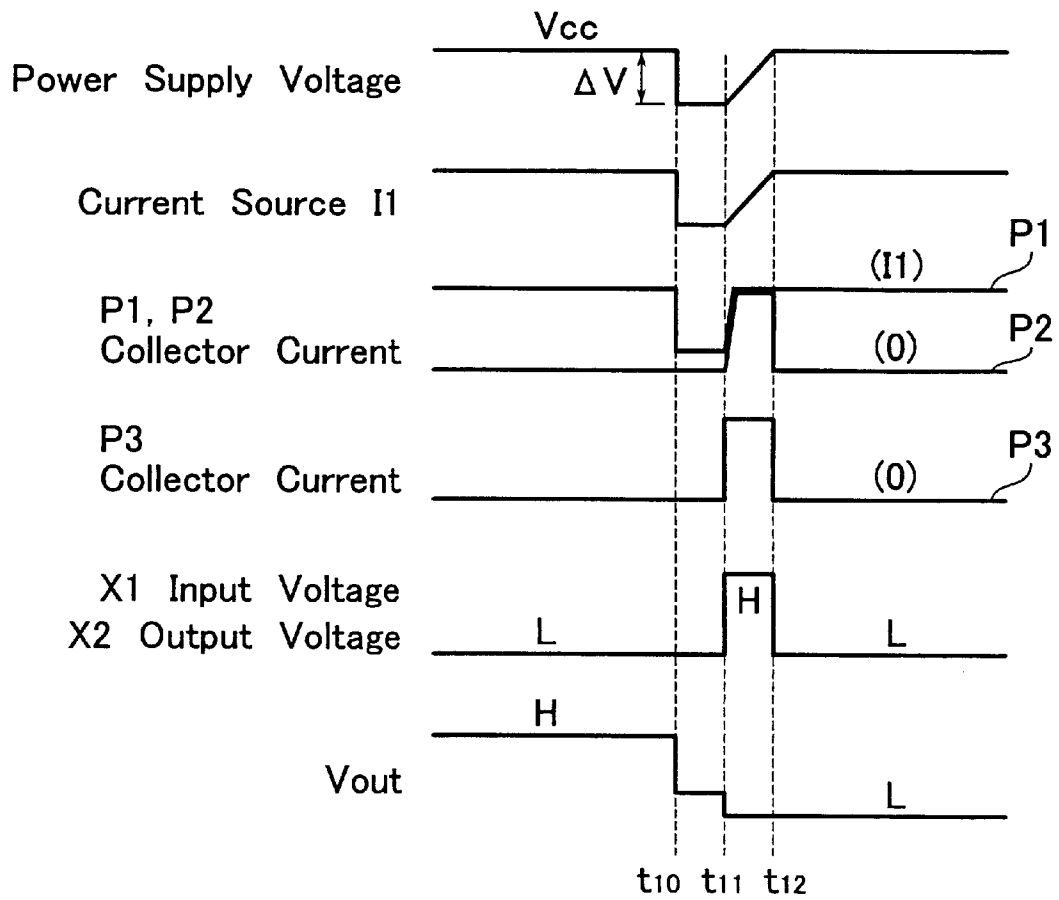 Vcc
Power Supply Voltage
ΔV
Current Source I1
P1, P2
Collector Current
(I1)
P1
(0)
P2
P3
Collector Current
(0)
P3
X1 Input Voltage
X2 Output Voltage
L
H
L
Vout
H
L
t10 t11 t12